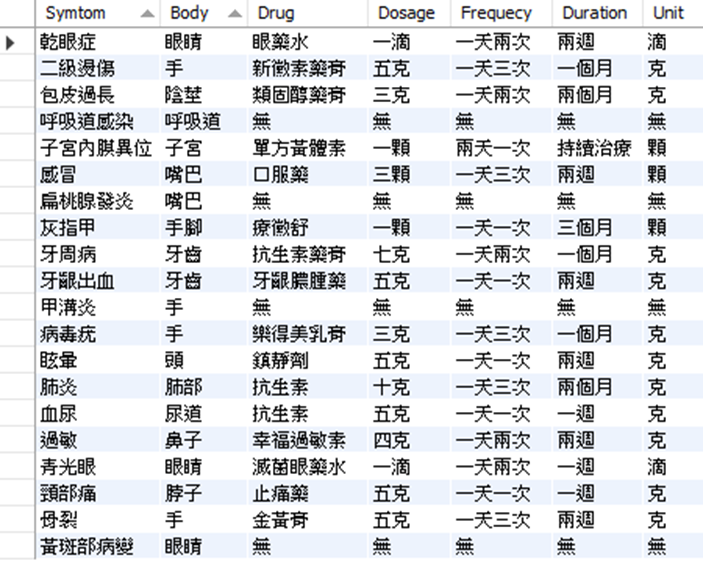 Symtom Body Drug Dosage Frequecy Duration Unit
乾眼症 眼睛 眼藥水 一滴 一天兩次 兩週 滴
二級燙傷 手 新黴素藥膏 五克 一天三次 一個月 克
包皮過長 陰莖 類固醇藥膏 三克 一天兩次 兩個月 克
呼吸道感染 呼吸道 無 無 無 無 無
子宮內膜異位 子宮 單方黃體素 一顆 兩天一次 持續治療 顆
感冒 嘴巴 口服藥 三顆 一天三次 兩週 顆
扁桃腺發炎 嘴巴 無 無 無 無 無
灰指甲 手腳 療黴舒 一顆 一天一次 三個月 顆
牙周病 牙齒 抗生素藥膏 七克 一天兩次 一個月 克
牙齦出血 牙齒 牙齦膿腫藥 五克 一天一次 兩週 克
甲溝炎 手 無 無 無 無 無
病毒疣 手 樂得美乳膏 三克 一天三次 一個月 克
眩暈 頭 鎮靜劑 五克 一天一次 兩週 克
肺炎 肺部 抗生素 十克 一天三次 兩個月 克
血尿 尿道 抗生素 五克 一天一次 一週 克
過敏 鼻子 幸福過敏素 四克 一天兩次 兩週 克
青光眼 眼睛 滅菌眼藥水 一滴 一天兩次 一週 滴
頸部痛 脖子 止痛藥 五克 一天一次 一週 克
骨裂 手 金黃膏 五克 一天三次 兩週 克
黃斑部病變 眼睛 無 無 無 無 無